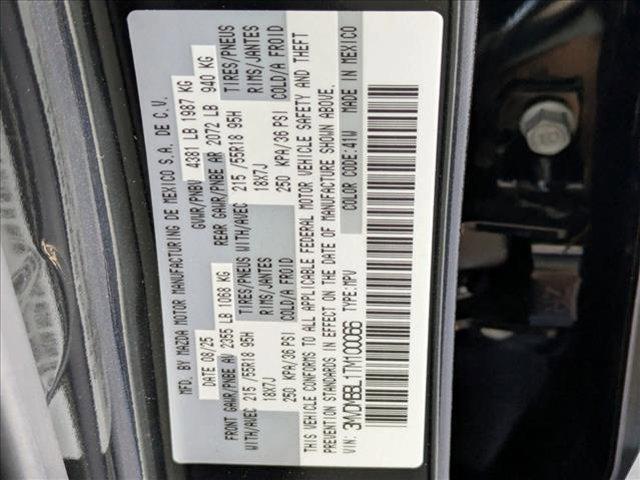 MFD. BY MAZDA MOTOR MANUFACTURING DE MEXICO S.A. DE C.V.
DATE 08/25 GVWR/PNBV 4381 LB 1987 KG
FRONT GAWR/PNBE AV 2355 LB 1068 KG REAR GAWR/PNBE AR 2072 LB 940 KG
WITH/AVEC 215 /55R18 95H TIRES/PNEUS WITH/AVEC 215 /55R18 95H TIRES/PNEUS
18X7J RIMS/JANTES 18X7J RIMS/JANTES
250 KPA/36 PSI COLD/A FROID 250 KPA/36 PSI COLD/A FROID
THIS VEHICLE CONFORMS TO ALL APPLICABLE FEDERAL MOTOR VEHICLE SAFETY AND THEFT
PREVENTION STANDARDS IN EFFECT ON THE DATE OF MANUFACTURE SHOWN ABOVE.
VIN: 3MVDMBBL1TM100066 TYPE:MPV COLOR CODE:41W MADE IN MEXICO